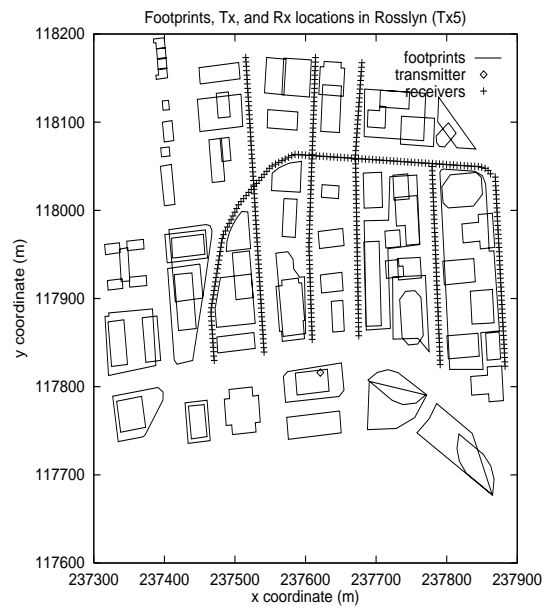 Footprints, Tx, and Rx locations in Rosslyn (Tx5)
118200
footprints
transmitter
receivers
118100
118000
y coordinate (m)
117900
117800
117700
117600
237300 237400 237500 237600 237700 237800 237900
x coordinate (m)